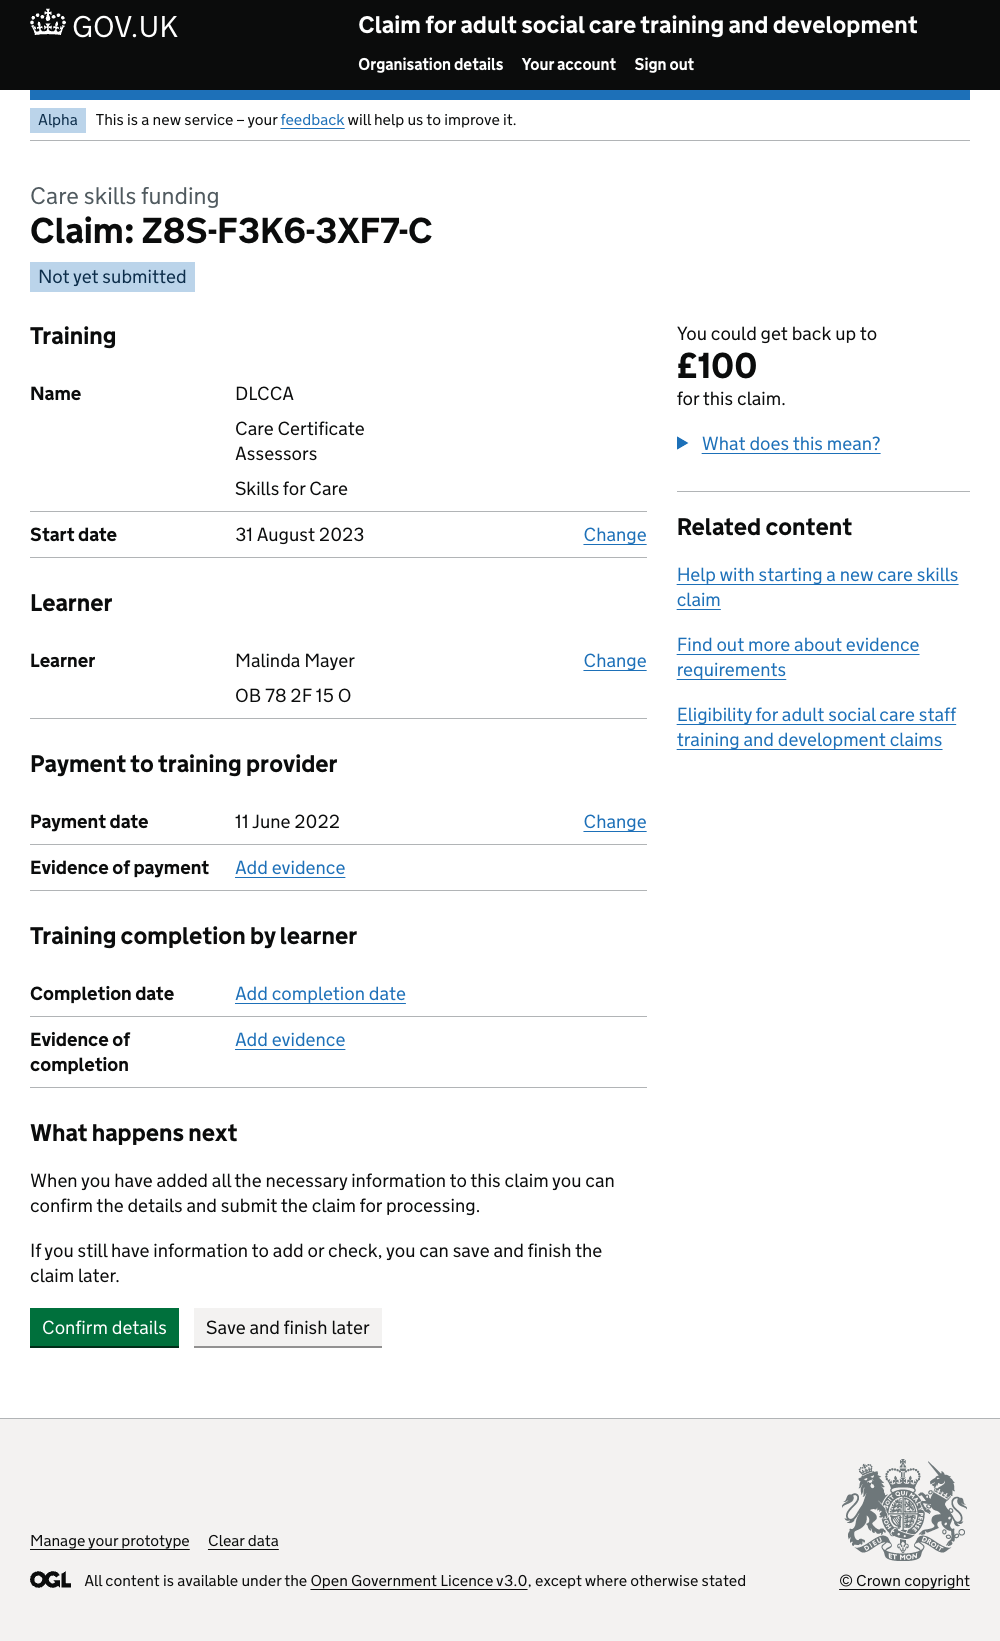 GOV.UK
Claim for adult social care training and development
Organisation details Your account Sign out
Alpha This is a new service – your feedback will help us to improve it.
Care skills funding
Claim: Z8S-F3K6-3XF7-C
Not yet submitted
Training
Name DLCCA
Care Certificate
Assessors
Skills for Care
Start date 31 August 2023 Change
Learner
Learner Malinda Mayer Change
OB 78 2F 15 O
Payment to training provider
Payment date 11 June 2022 Change
Evidence of payment Add evidence
Training completion by learner
Completion date Add completion date
Evidence of
completion Add evidence
What happens next
When you have added all the necessary information to this claim you can
confirm the details and submit the claim for processing.
If you still have information to add or check, you can save and finish the
claim later.
Confirm details Save and finish later
You could get back up to
£100
for this claim.
What does this mean?
Related content
Help with starting a new care skills
claim
Find out more about evidence
requirements
Eligibility for adult social care staff
training and development claims
Manage your prototype Clear data
OGL All content is available under the Open Government Licence v3.0, except where otherwise stated
DIEU ET MON DROIT
© Crown copyright